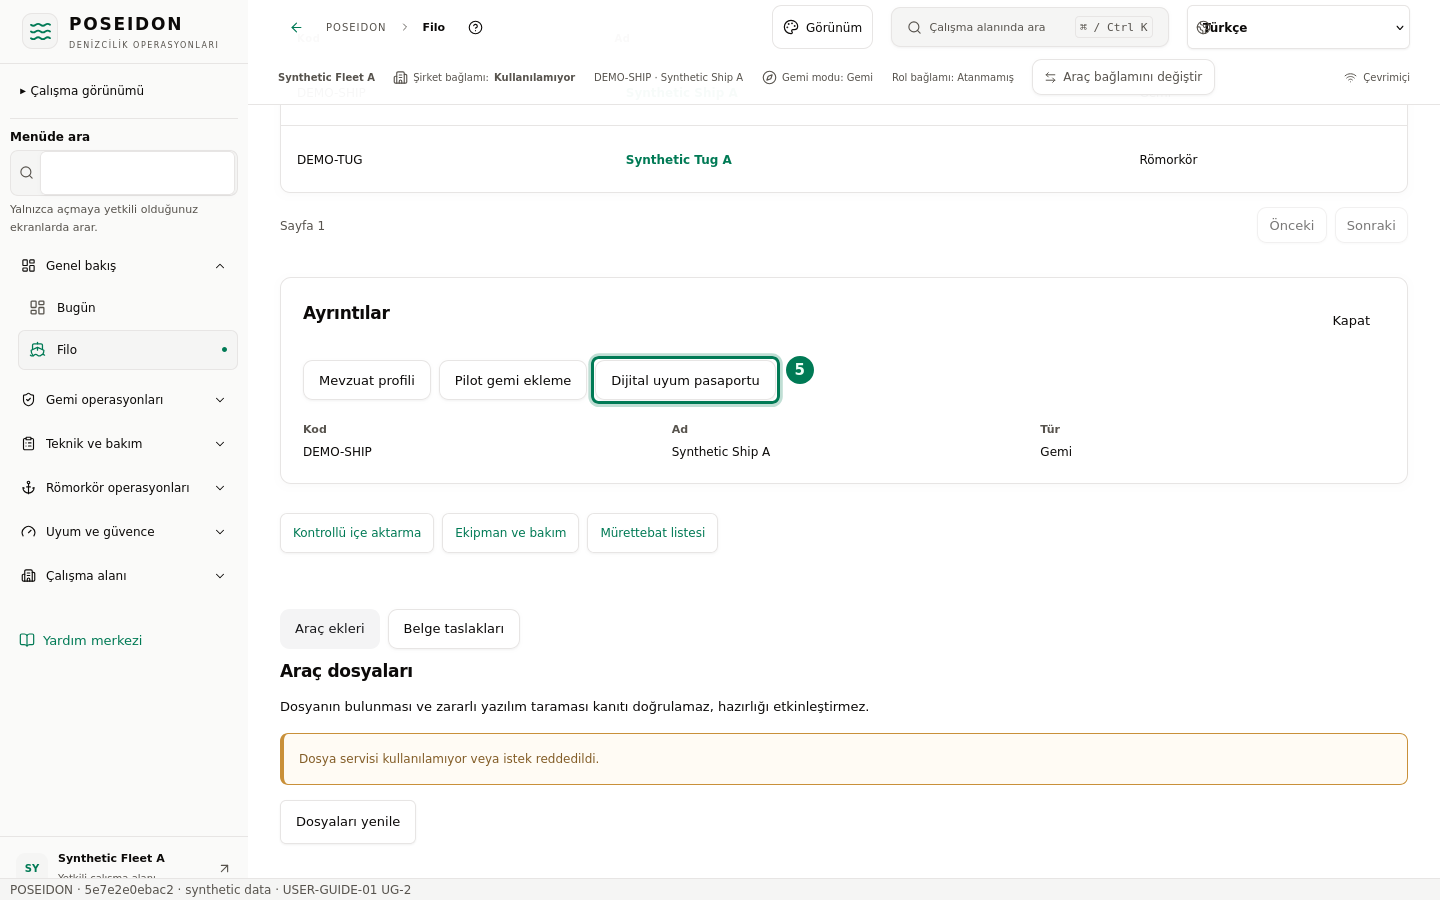 POSEIDON
DENİZCİLİK OPERASYONLARI
▸ Çalışma görünümü
Menüde ara
Yalnızca açmaya yetkili olduğunuz
ekranlarda arar.
Genel bakış
Bugün
Filo
Gemi operasyonları
Teknik ve bakım
Römorkör operasyonları
Uyum ve güvence
Çalışma alanı
Yardım merkezi
SY
Synthetic Fleet A
POSEIDON
Filo
Görünüm
Çalışma alanında ara
⌘ / Ctrl K
Türkçe
Synthetic Fleet A
Şirket bağlamı: Kullanılamıyor
DEMO-SHIP · Synthetic Ship A
Gemi modu: Gemi
Rol bağlamı: Atanmamış
Araç bağlamını değiştir
Çevrimiçi
Kod
Ad
DEMO-SHIP
Synthetic Ship A
DEMO-TUG
Synthetic Tug A
Römorkör
Sayfa 1
Önceki
Sonraki
Ayrıntılar
Kapat
Mevzuat profili
Pilot gemi ekleme
Dijital uyum pasaportu
5
Kod
Ad
Tür
DEMO-SHIP
Synthetic Ship A
Gemi
Kontrollü içe aktarma
Ekipman ve bakım
Mürettebat listesi
Araç ekleri
Belge taslakları
Araç dosyaları
Dosyanın bulunması ve zararlı yazılım taraması kanıtı doğrulamaz, hazırlığı etkinleştirmez.
Dosya servisi kullanılamıyor veya istek reddedildi.
Dosyaları yenile
POSEIDON · 5e7e2e0ebac2 · synthetic data · USER-GUIDE-01 UG-2